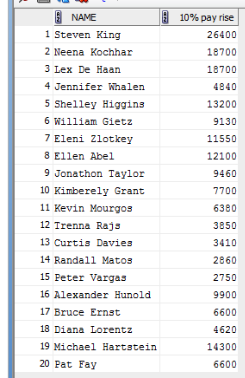 NAME 10% pay rise
1 Steven King 26400
2 Neena Kochhar 18700
3 Lex De Haan 18700
4 Jennifer Whalen 4840
5 Shelley Higgins 13200
6 William Gietz 9130
7 Eleni Zlotkey 11550
8 Ellen Abel 12100
9 Jonathon Taylor 9460
10 Kimberely Grant 7700
11 Kevin Mourgos 6380
12 Trenna Rajs 3850
13 Curtis Davies 3410
14 Randall Matos 2860
15 Peter Vargas 2750
16 Alexander Hunold 9900
17 Bruce Ernst 6600
18 Diana Lorentz 4620
19 Michael Hartstein 14300
20 Pat Fay 6600